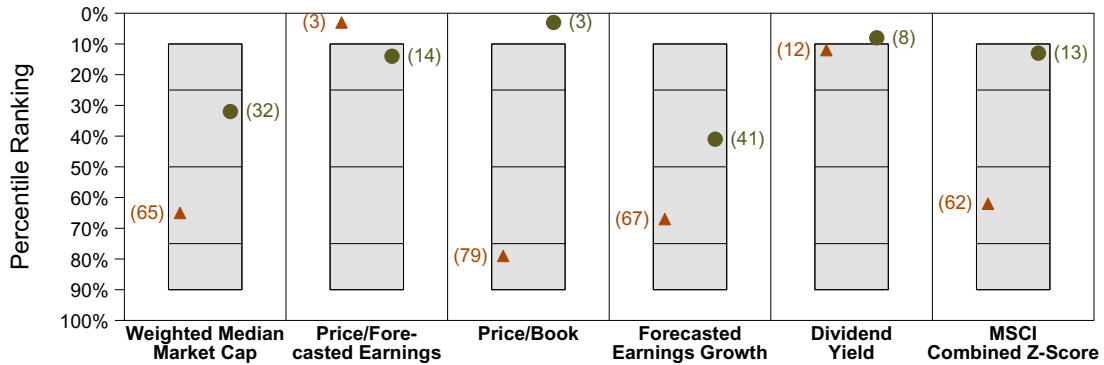 Percentile Ranking
0%
10%
20%
30%
40%
50%
60%
70%
80%
90%
100%
(32)
(65)
(3)
(14)
(3)
(79)
(41)
(67)
(8)
(12)
(13)
(62)
Weighted Median
Market Cap
Price/Fore-
casted Earnings
Price/Book
Forecasted
Earnings Growth
Dividend
Yield
MSCI
Combined Z-Score